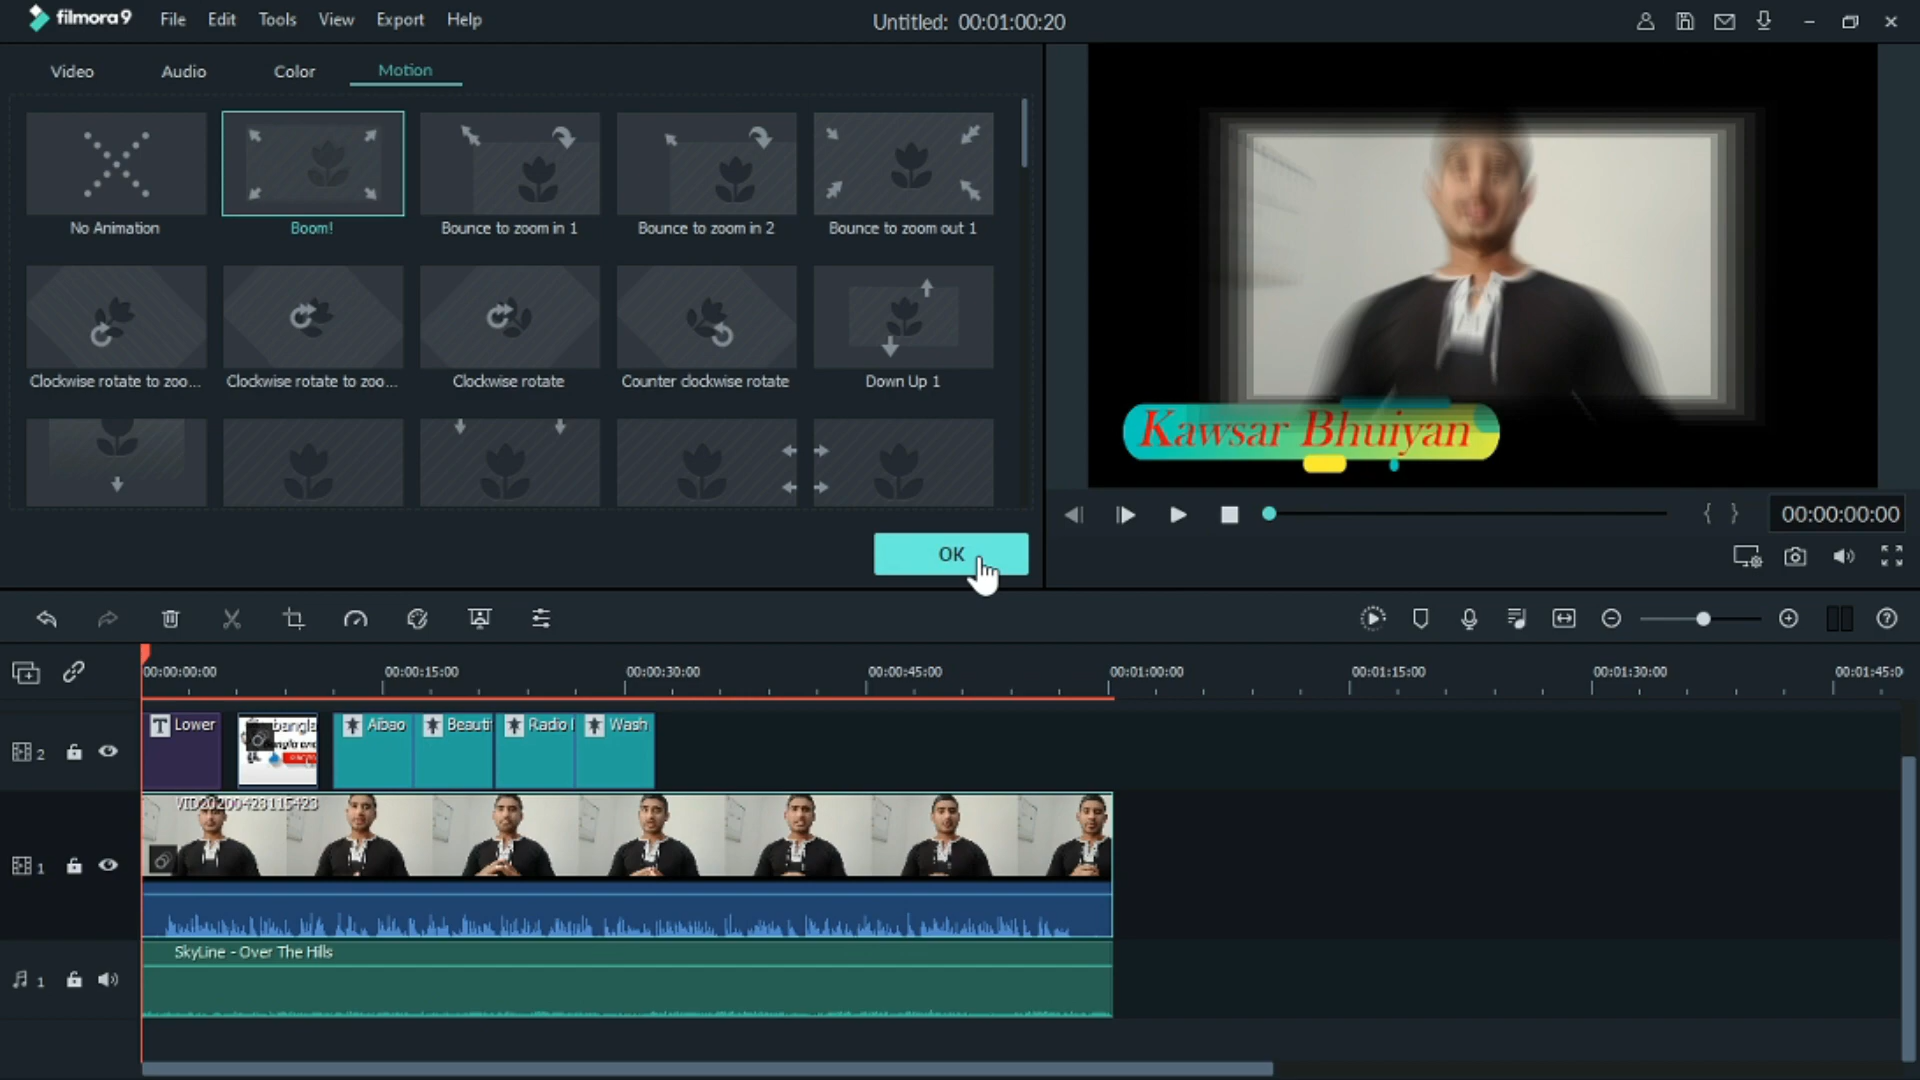 filmora9 File Edit Tools View Export Help Untitled: 00:01:00:20
Video Audio Color Motion
No Animation Boom! Bounce to zoom in 1 Bounce to zoom in 2 Bounce to zoom out 1
Clockwise rotate to zoo... Clockwise rotate to zoo... Clockwise rotate Counter clockwise rotate Down Up 1
Kawsar Bhuiyan
{ } 00:00:00:00
OK
00:00:00:00 00:00:15:00 00:00:30:00 00:00:45:00 00:01:00:00 00:01:15:00 00:01:30:00 00:01:45:0
2 T Lower bangla Aibao Beauti Radio Wash
VID20200428115423
1
SkyLine - Over The Hills
1